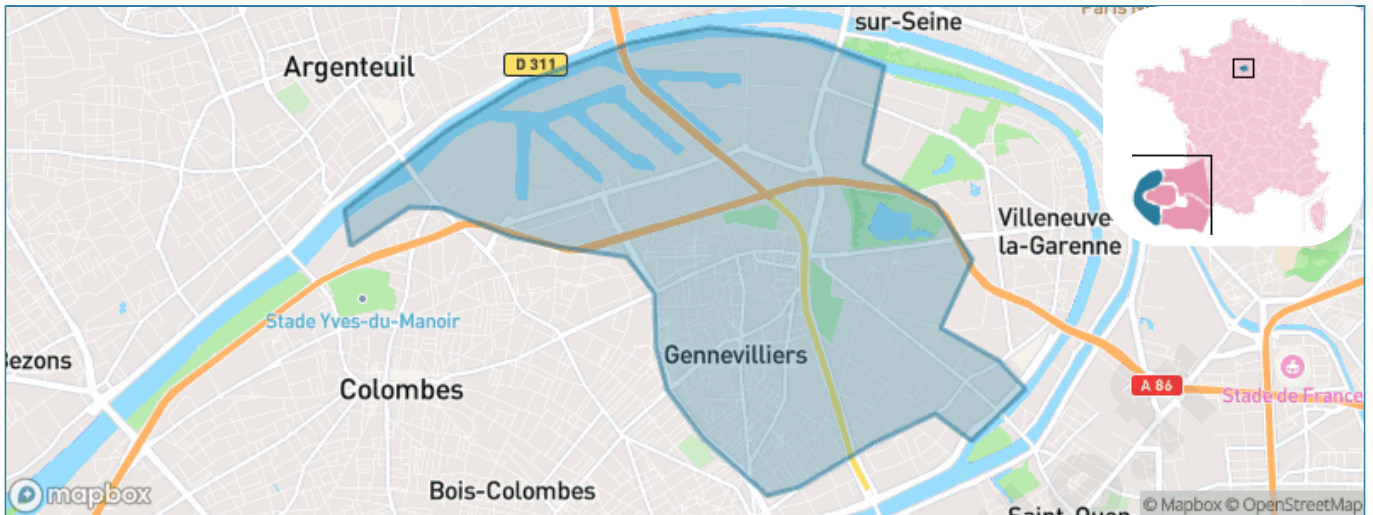 sur-Seine
Argenteuil
D 311
Villeneuve
la-Garenne
Stade Yves-du-Manoir
Gennevilliers
Colombes
A 86
Stade de France
Bois-Colombes
mapbox
© Mapbox © OpenStreetMap